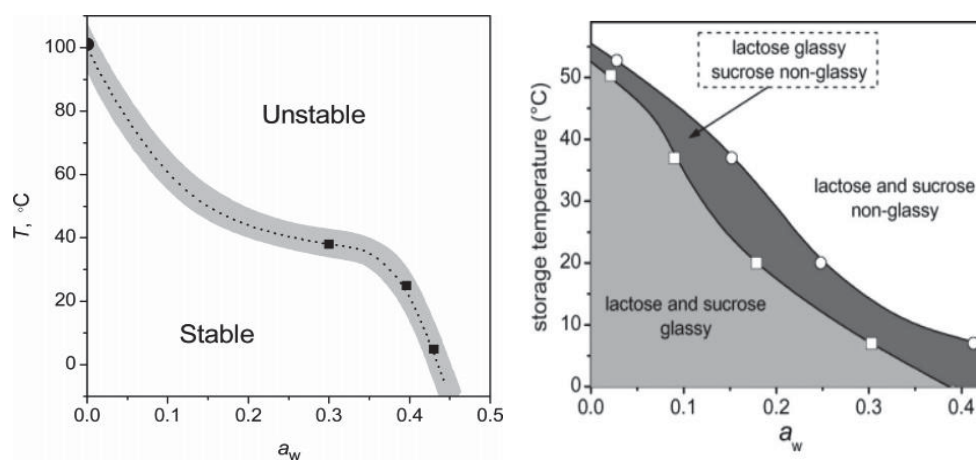 T, °C
100
80
60
40
20
0
Unstable
Stable
0.0 0.1 0.2 0.3 0.4 0.5
a_w
storage temperature (°C)
50
40
30
20
10
0
lactose glassy
sucrose non-glassy
lactose and sucrose
non-glassy
lactose and sucrose
glassy
0.0 0.1 0.2 0.3 0.4
a_w